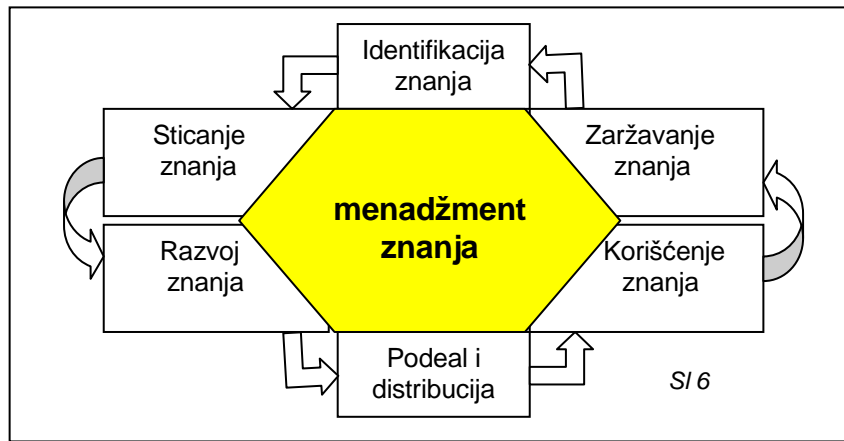 Identifikacija
znanja
Sticanje
znanja
Zaržavanje
znanja
menadžment
znanja
Razvoj
znanja
Korišćenje
znanja
Podeal i
distribucija
Sl 6